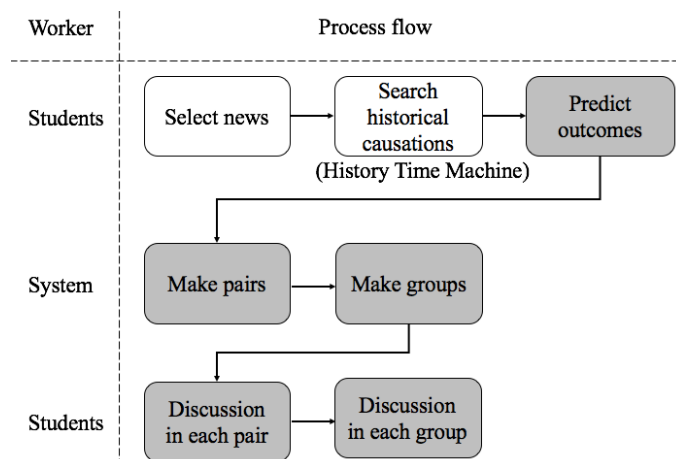 Worker
Process flow
Students
Select news
Search
historical
causations
(History Time Machine)
Predict
outcomes
System
Make pairs
Make groups
Students
Discussion
in each pair
Discussion
in each group